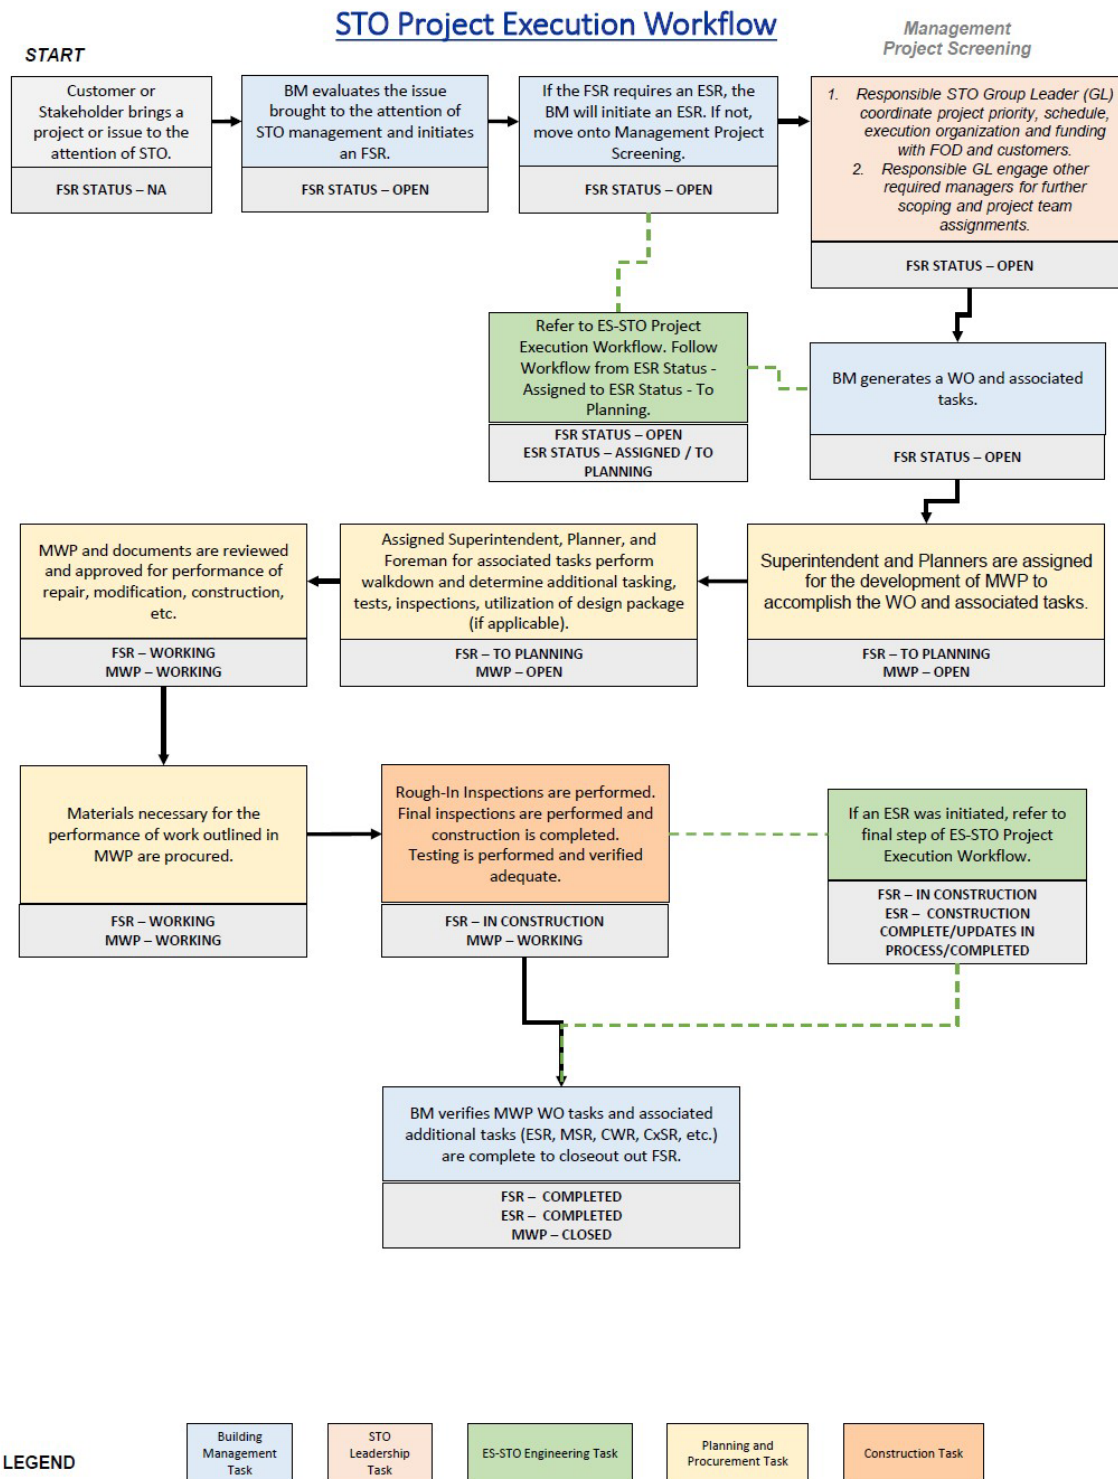 STO Project Execution Workflow
Management
Project Screening
START
Customer or
Stakeholder brings a
project or issue to the
attention of STO.
FSR STATUS – NA
BM evaluates the issue
brought to the attention of
STO management and initiates
an FSR.
FSR STATUS – OPEN
If the FSR requires an ESR, the
BM will initiate an ESR. If not,
move onto Management Project
Screening.
FSR STATUS – OPEN
1. Responsible STO Group Leader (GL)
coordinate project priority, schedule,
execution organization and funding
with FOD and customers.
2. Responsible GL engage other
required managers for further
scoping and project team
assignments.
FSR STATUS – OPEN
Refer to ES-STO Project
Execution Workflow. Follow
Workflow from ESR Status -
Assigned to ESR Status - To
Planning.
FSR STATUS – OPEN
ESR STATUS – ASSIGNED / TO
PLANNING
BM generates a WO and associated
tasks.
FSR STATUS – OPEN
Superintendent and Planners are assigned
for the development of MWP to
accomplish the WO and associated tasks.
FSR – TO PLANNING
MWP – OPEN
Assigned Superintendent, Planner, and
Foreman for associated tasks perform
walkdown and determine additional tasking,
tests, inspections, utilization of design package
(if applicable).
FSR – TO PLANNING
MWP – OPEN
MWP and documents are reviewed
and approved for performance of
repair, modification, construction,
etc.
FSR – WORKING
MWP – WORKING
Materials necessary for the
performance of work outlined in
MWP are procured.
FSR – WORKING
MWP – WORKING
Rough-In Inspections are performed.
Final inspections are performed and
construction is completed.
Testing is performed and verified
adequate.
FSR – IN CONSTRUCTION
MWP – WORKING
If an ESR was initiated, refer to
final step of ES-STO Project
Execution Workflow.
FSR – IN CONSTRUCTION
ESR – CONSTRUCTION
COMPLETE/UPDATES IN
PROCESS/COMPLETED
BM verifies MWP WO tasks and associated
additional tasks (ESR, MSR, CWR, CxSR, etc.)
are complete to closeout out FSR.
FSR – COMPLETED
ESR – COMPLETED
MWP – CLOSED
LEGEND
Building
Management
Task
STO
Leadership
Task
ES-STO Engineering Task
Planning and
Procurement Task
Construction Task